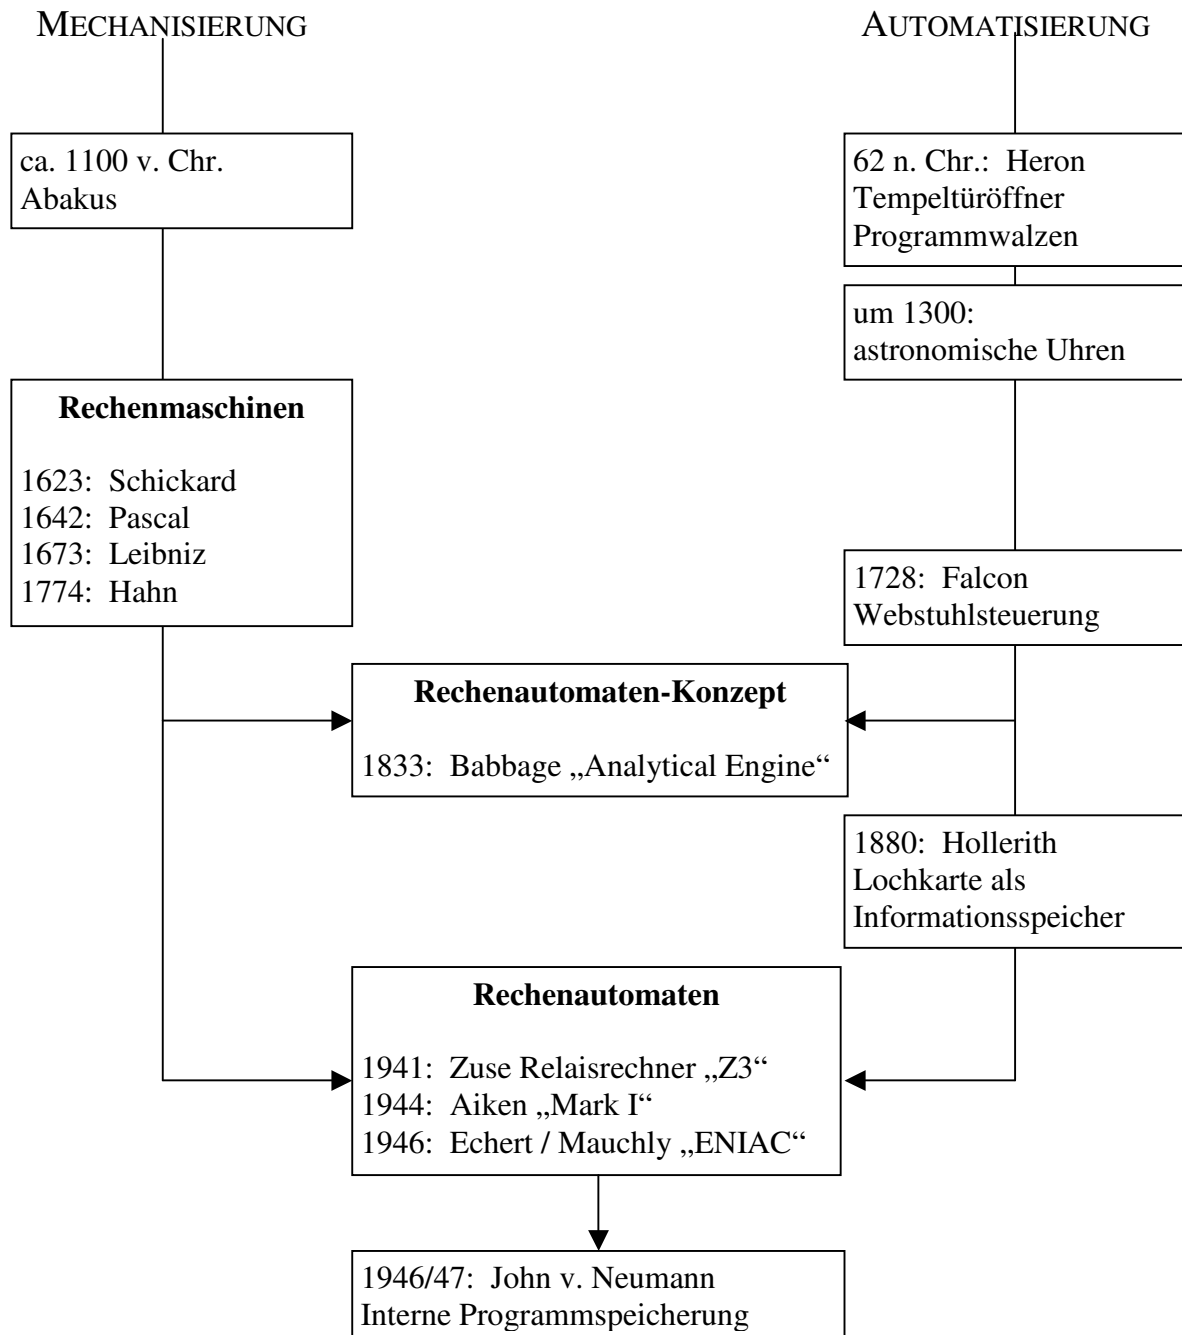 MECHANISIERUNG
AUTOMATISIERUNG
ca. 1100 v. Chr.
Abakus
62 n. Chr.: Heron
Tempeltüröffner
Programmwalzen
um 1300:
astronomische Uhren
Rechenmaschinen
1623: Schickard
1642: Pascal
1673: Leibniz
1774: Hahn
1728: Falcon
Webstuhlsteuerung
Rechenautomaten-Konzept
1833: Babbage „Analytical Engine“
1880: Hollerith
Lochkarte als
Informationsspeicher
Rechenautomaten
1941: Zuse Relaisrechner „Z3“
1944: Aiken „Mark I“
1946: Echert / Mauchly „ENIAC“
1946/47: John v. Neumann
Interne Programmspeicherung